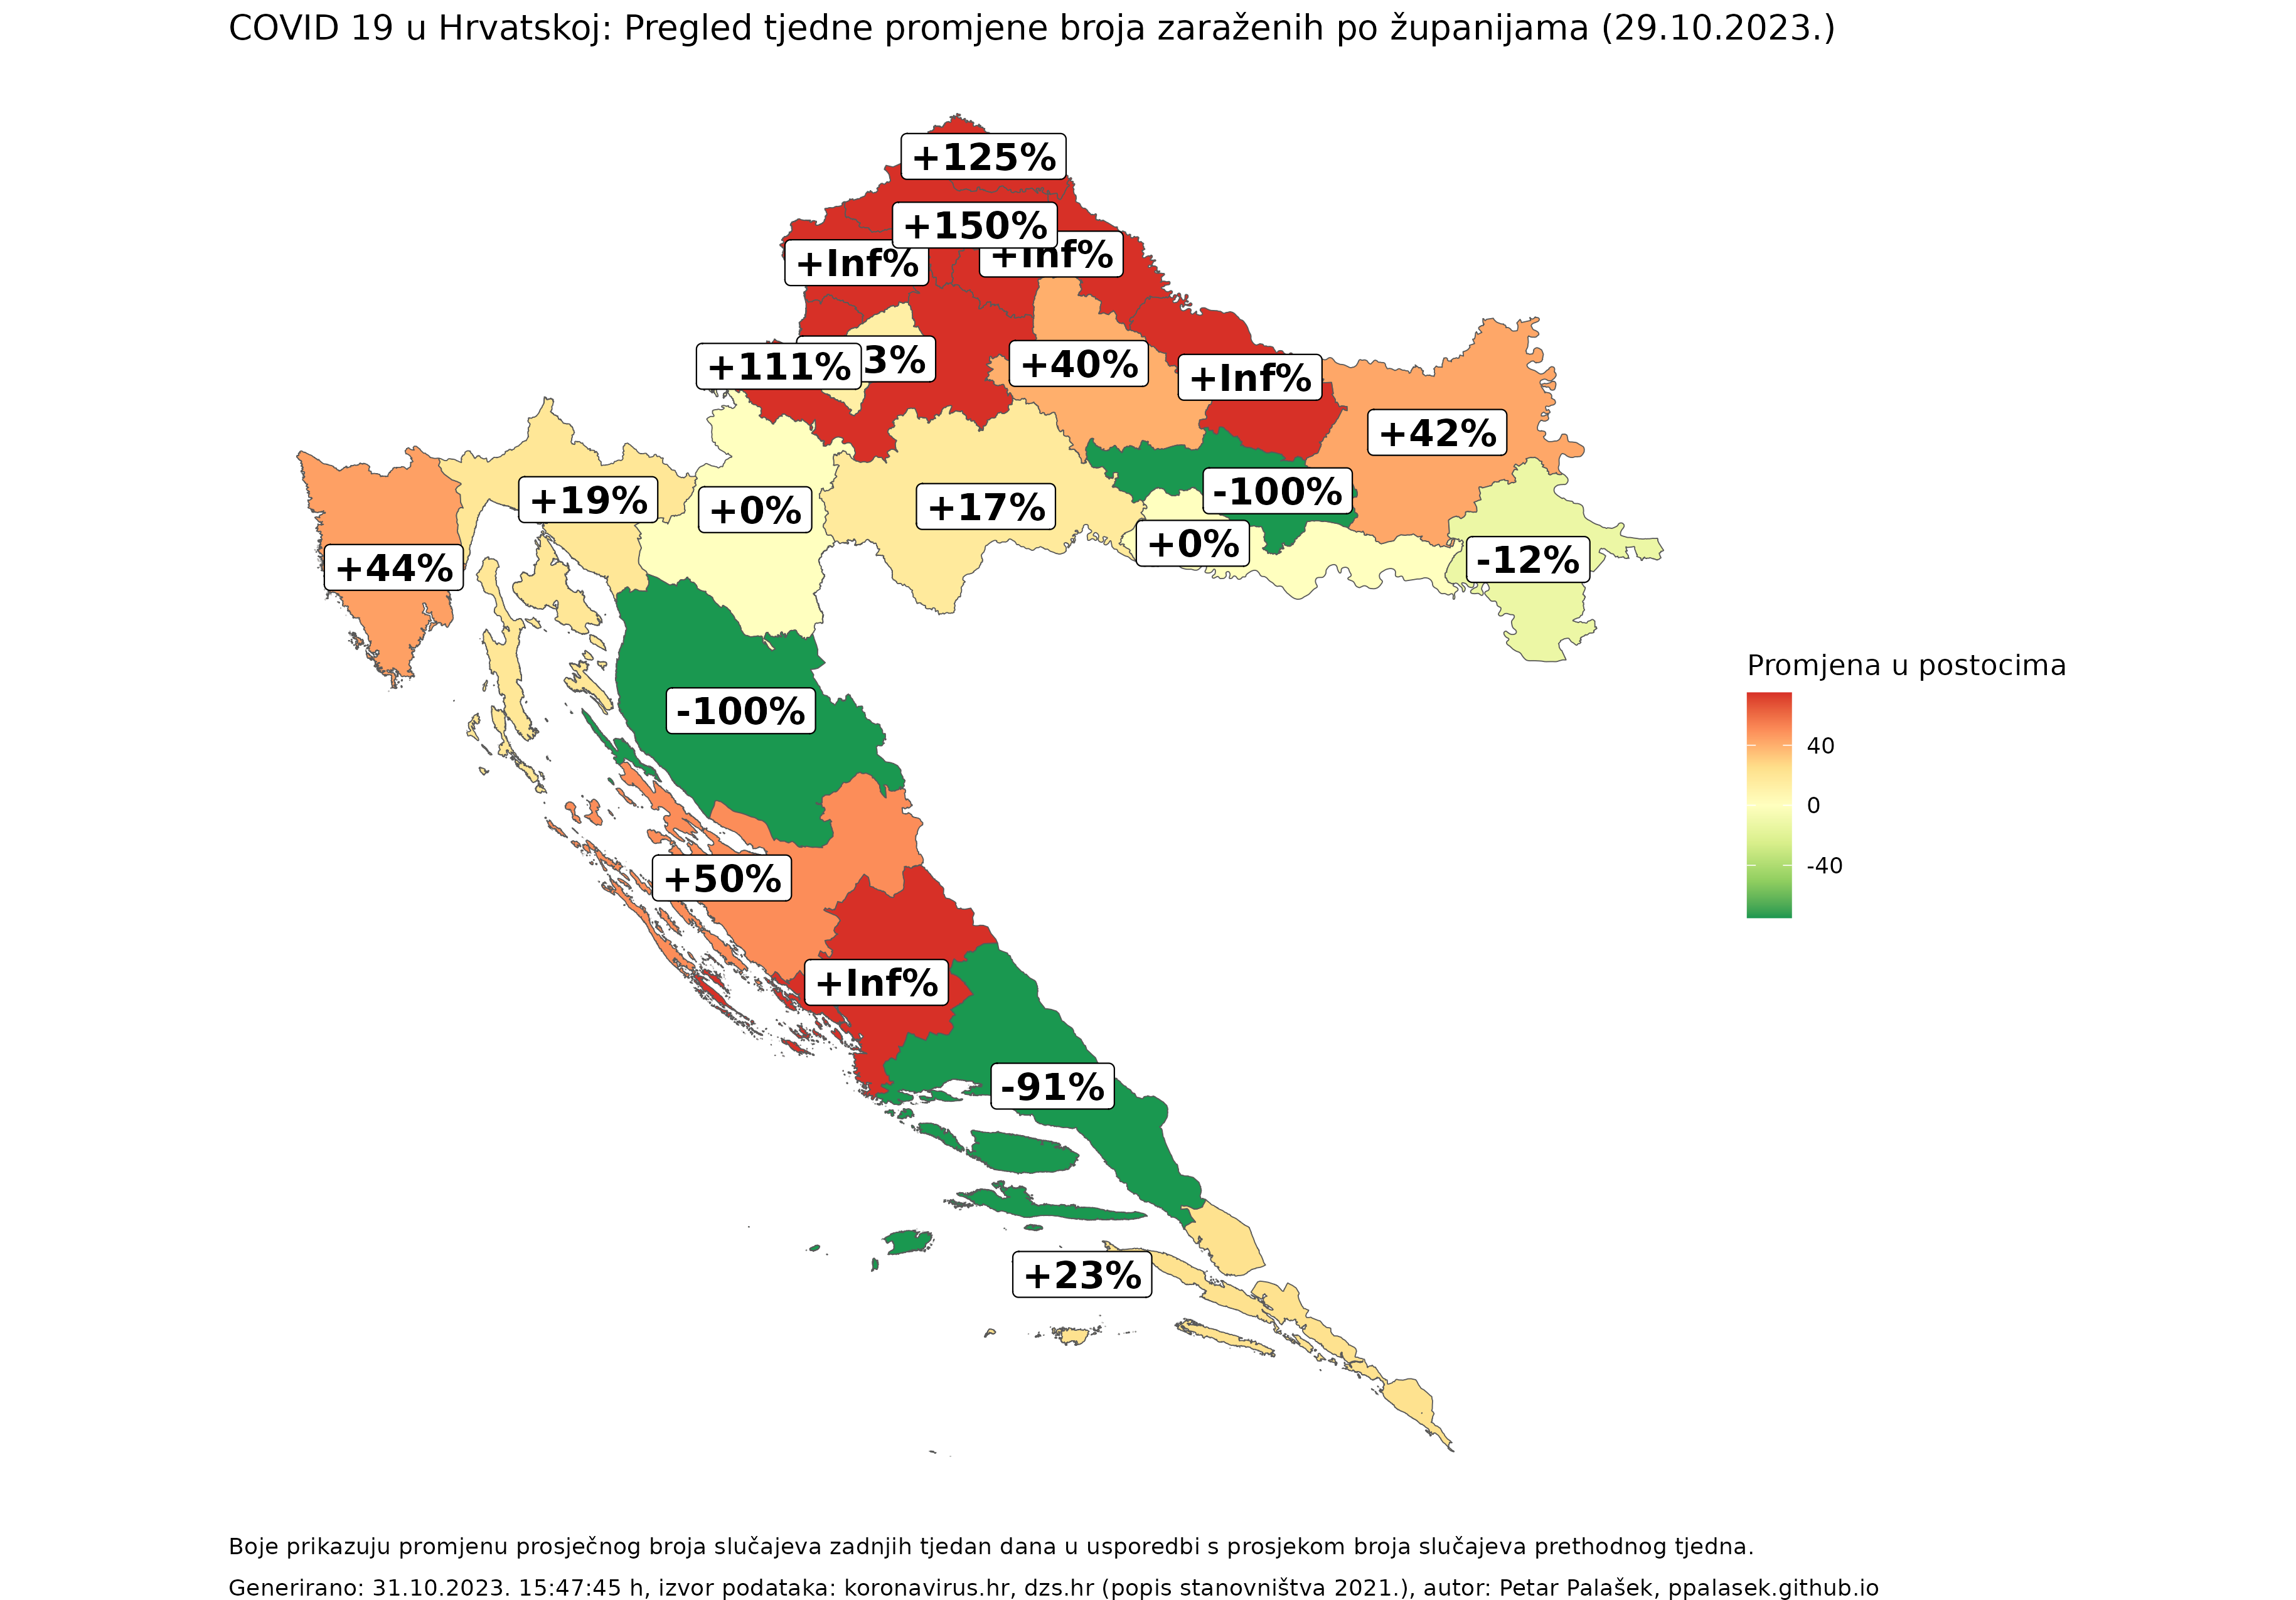 COVID 19 u Hrvatskoj: Pregled tjedne promjene broja zaraženih po županijama (29.10.2023.)
+125%
+150%
+Inf%
+Inf%
+111%
3%
+40%
+Inf%
+42%
+19%
+0%
+17%
-100%
+0%
-12%
+44%
Promjena u postocima
40
0
-40
-100%
+50%
+Inf%
-91%
+23%
Boje prikazuju promjenu prosječnog broja slučajeva zadnjih tjedan dana u usporedbi s prosjekom broja slučajeva prethodnog tjedna.
Generirano: 31.10.2023. 15:47:45 h, izvor podataka: koronavirus.hr, dzs.hr (popis stanovništva 2021.), autor: Petar Palašek, ppalasek.github.io